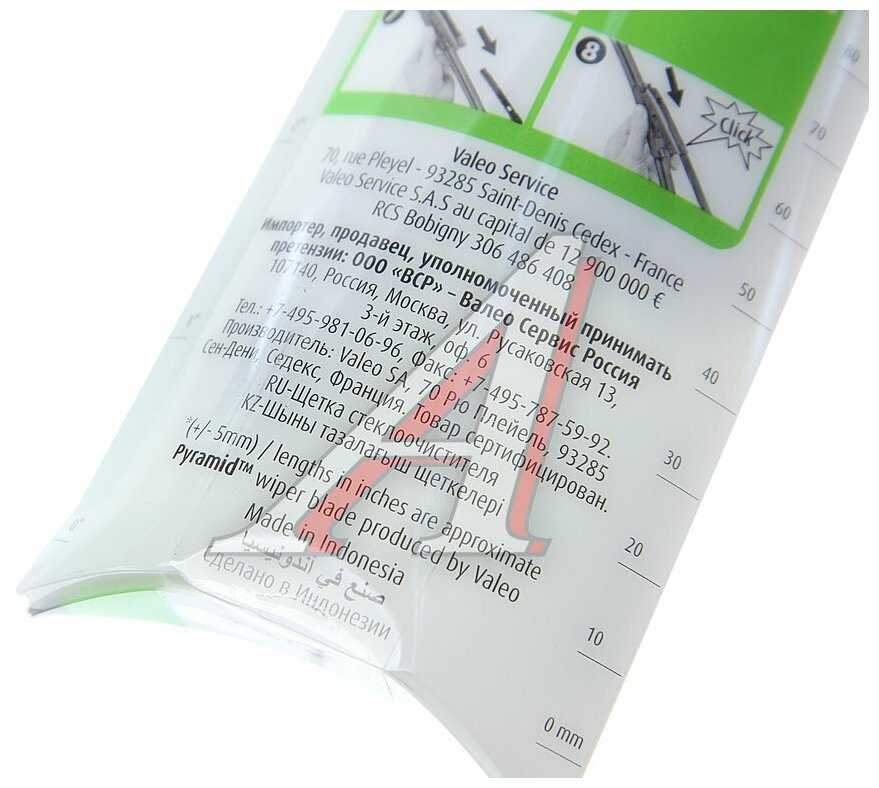 8
Click
Valeo Service
70, rue Pleyel - 93285 Saint-Denis Cedex - France
Valeo Service S.A.S au capital de 12 900 000 €
RCS Bobigny 306 486 408
Импортер, продавец, уполномоченный принимать
претензии: ООО «ВСР» – Валео Сервис Россия
107140, Россия, Москва, ул. Русаковская 13,
3-й этаж, оф. 6
Тел.: +7-495-981-06-96, Факс: +7-495-787-59-92.
Производитель: Valeo SA, 70 Рю Плейель, 93285
Сен-Дени, Седекс, Франция. Товар сертифицирован.
RU-Щетка стеклоочистителя
KZ-Шыны тазалағыш щеткелері
*(+/- 5mm) / lengths in inches are approximate
Pyramid™ wiper blade produced by Valeo
Made in Indonesia
صنع في اندونيسيا
Сделано в Индонезии
80
70
60
50
40
30
20
10
0 mm
0"